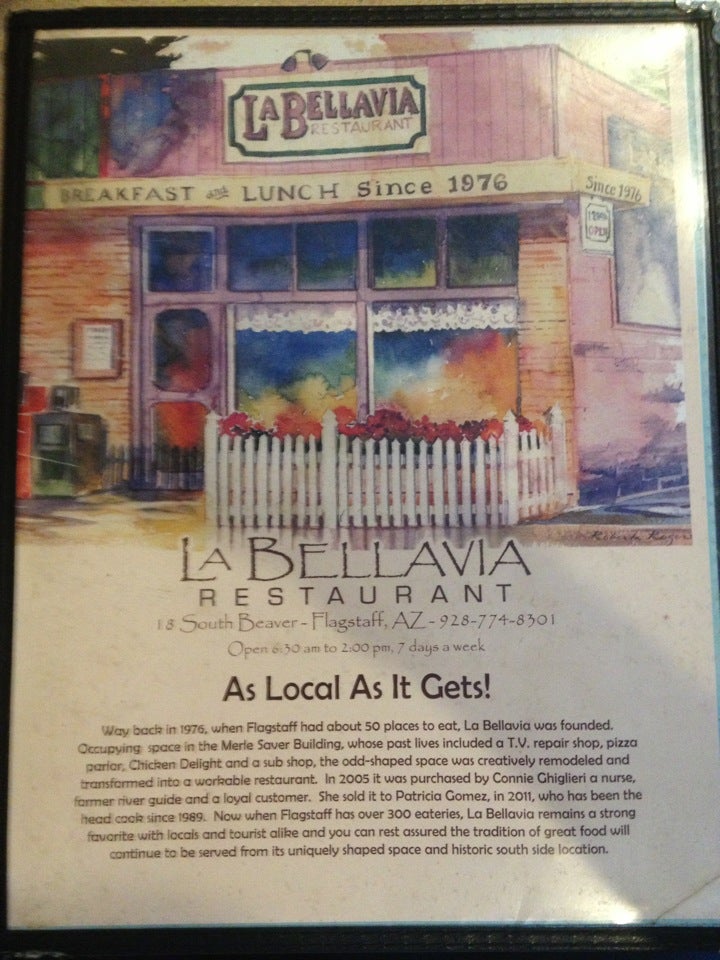 LA BELLAVIA
RESTAURANT
BREAKFAST and LUNCH Since 1976
Since 1976
OPEN
LA BELLAVIA
RESTAURANT
18 South Beaver - Flagstaff, AZ - 928-774-8301
Open 6:30 am to 2:00 pm, 7 days a week
As Local As It Gets!
Way back in 1976, when Flagstaff had about 50 places to eat, La Bellavia was founded.
Occupying space in the Merle Saver Building, whose past lives included a T.V. repair shop, pizza
parlor, Chicken Delight and a sub shop, the odd-shaped space was creatively remodeled and
transformed into a workable restaurant. In 2005 it was purchased by Connie Ghiglieri a nurse,
former river guide and a loyal customer. She sold it to Patricia Gomez, in 2011, who has been the
head cook since 1989. Now when Flagstaff has over 300 eateries, La Bellavia remains a strong
favorite with locals and tourist alike and you can rest assured the tradition of great food will
continue to be served from its uniquely shaped space and historic south side location.